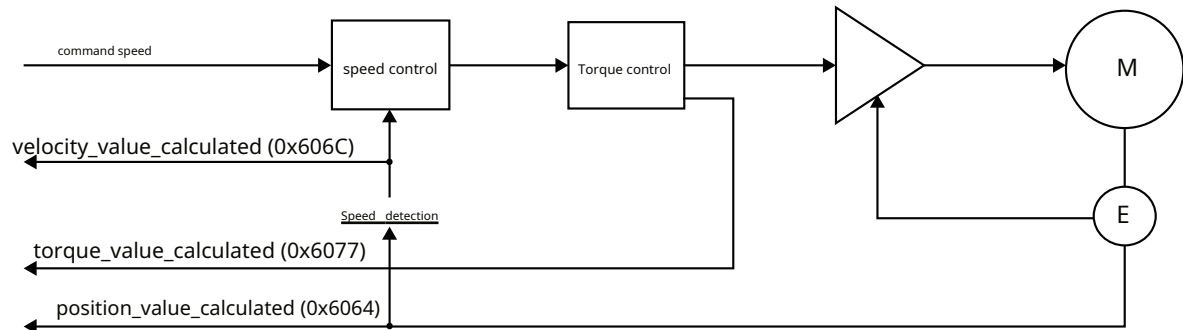 command speed
speed control
Torque control
M
velocity_value_calculated (0x606C)
Speed detection
E
torque_value_calculated (0x6077)
position_value_calculated (0x6064)